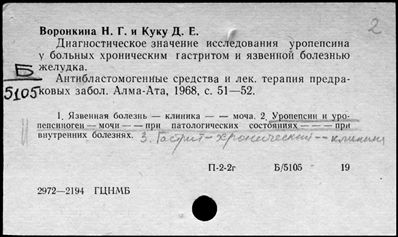 2
Воронкина Н. Г. и Куку Д. Е.
Диагностическое значение исследования уропепсина
у больных хроническим гастритом и язвенной болезнью
желудка.
Б
5105
Антибластомогенные средства и лек. терапия предра-
ковых забол. Алма-Ата, 1968, с. 51—52.
1. Язвенная болезнь — клиника — — моча. 2. Уропепсин и уро-
пепсиноген — мочи — при патологических состояниях — — при
внутренних болезнях. 3. Гастрит — хронический — клиника
П-2-2г Б/5105 19
2972—2194 ГЦНМБ